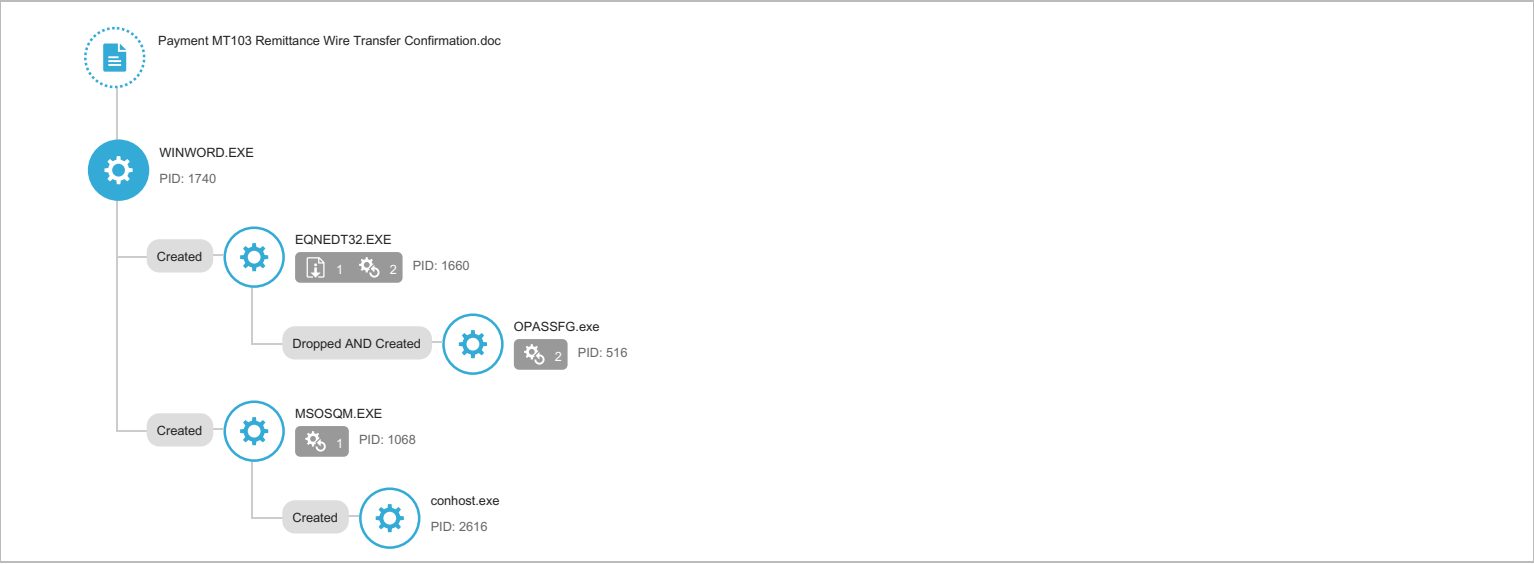 Payment MT103 Remittance Wire Transfer Confirmation.doc
WINWORD.EXE
PID: 1740
Created
EQNEDT32.EXE
1 2 PID: 1660
Dropped AND Created
OPASSFG.exe
2 PID: 516
Created
MSOSQM.EXE
1 PID: 1068
Created
conhost.exe
PID: 2616